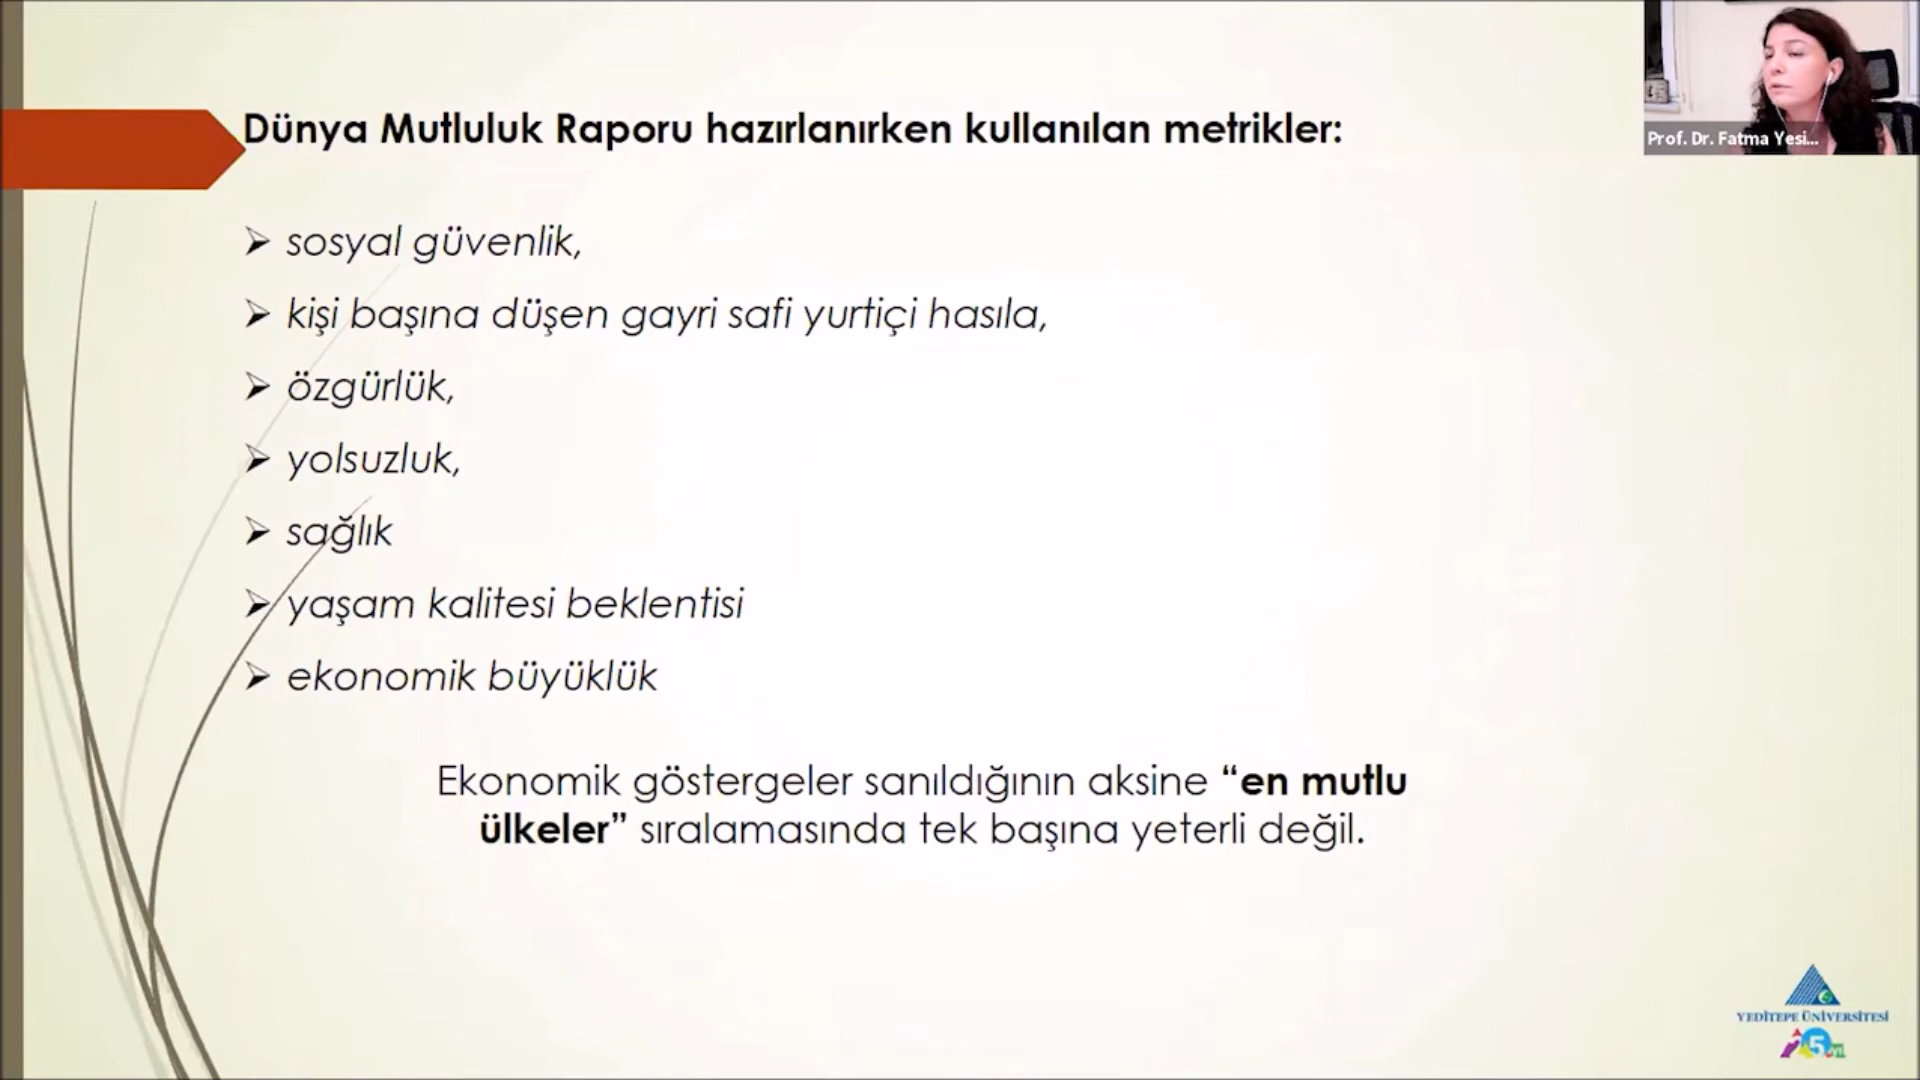 Dünya Mutluluk Raporu hazırlanırken kullanılan metrikler:
Prof. Dr. Fatma Yesi...
➢ sosyal güvenlik,
➢ kişi başına düşen gayri safi yurtiçi hasıla,
➢ özgürlük,
➢ yolsuzluk,
➢ sağlık
➢ yaşam kalitesi beklentisi
➢ ekonomik büyüklük
Ekonomik göstergeler sanıldığının aksine “en mutlu
ülkeler” sıralamasında tek başına yeterli değil.
YEDİTEPE ÜNİVERSİTESİ